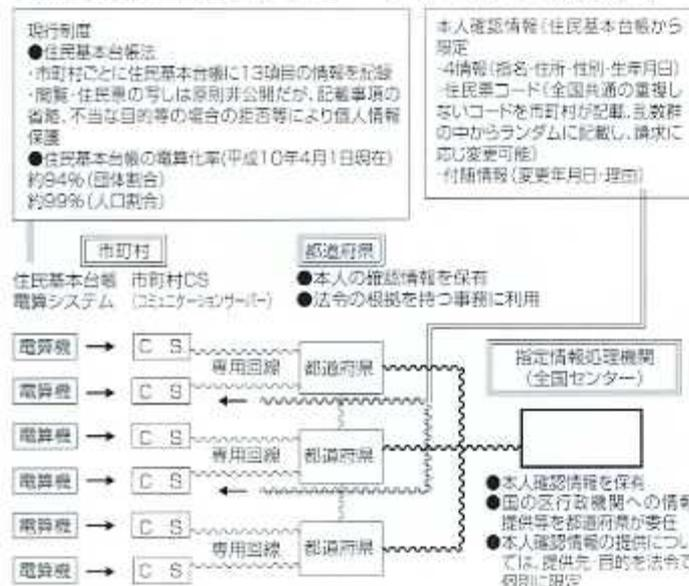 現行制度
●住民基本台帳法
・市町村ごとに住民基本台帳に13項目の情報を記録
・閲覧・住民票の写しは原則非公開だが、記載事項の
省略、不当な目的等の場合の拒否等により個人情報
保護
●住民基本台帳の電算化率(平成10年4月1日現在)
約94%(団体割合)
約99%(人口割合)
本人確認情報(住民基本台帳から
限定
・4情報(指名・住所・性別・生年月日)
・住民票コード(全国共通の重複し
ないコードを市町村が記載、乱数群
の中からランダムに記載し、請求に
応じ変更可能)
・付随情報(変更年月日・理由)
市町村
住民基本台帳 市町村CS
電算システム (コミュニケーションサーバー)
都道府県
●本人の確認情報を保有
●法令の根拠を持つ事務に利用
電算機 → C S
専用回線 都道府県
電算機 → C S
←
電算機 → C S
専用回線 都道府県
電算機 → C S
←
電算機 → C S
専用回線 都道府県
電算機 → C S
指定情報処理機関
(全国センター)
●本人確認情報を保有
●国の区行政機関への情報
提供等を都道府県が委任
●本人確認情報の提供につい
ては、提供元・目的を法令で
個別に限定